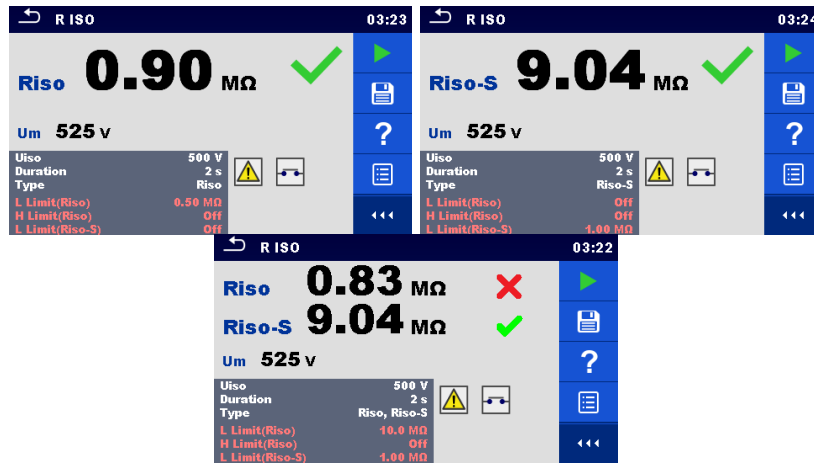 R ISO 03:23
Riso 0.90 MΩ
Um 525 V
?
Uiso 500 V
Duration 2 s
Type Riso
L Limit(Riso) 0.50 MΩ
H Limit(Riso) Off
L Limit(Riso-S) Off
R ISO 03:24
Riso-S 9.04 MΩ
Um 525 V
?
Uiso 500 V
Duration 2 s
Type Riso-S
L Limit(Riso) Off
H Limit(Riso) Off
L Limit(Riso-S) 1.00 MΩ
R ISO 03:22
Riso 0.83 MΩ
Riso-S 9.04 MΩ
Um 525 V
?
Uiso 500 V
Duration 2 s
Type Riso, Riso-S
L Limit(Riso) 10.0 MΩ
H Limit(Riso) Off
L Limit(Riso-S) 1.00 MΩ